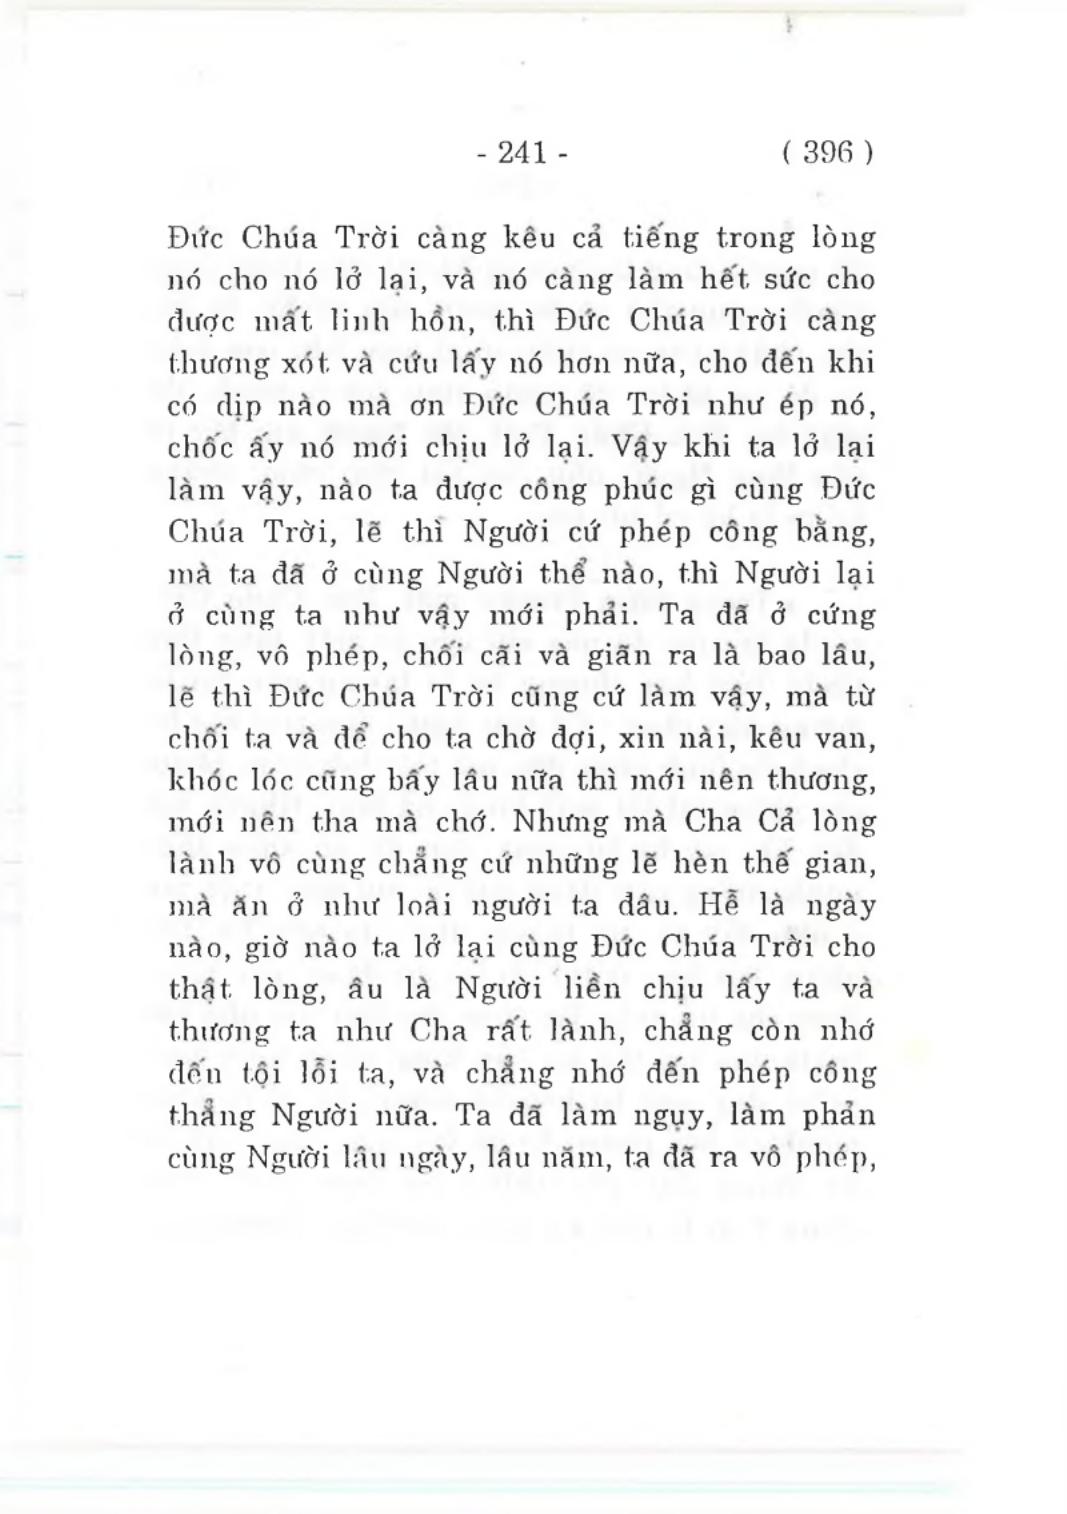 - 241 - ( 396 )
Đức Chúa Trời càng kêu cả tiếng trong lòng
nó cho nó lở lại, và nó càng làm hết sức cho
được mất linh hồn, thì Đức Chúa Trời càng
thương xót và cứu lấy nó hơn nữa, cho đến khi
có dịp nào mà ơn Đức Chúa Trời như ép nó,
chốc ấy nó mới chịu lở lại. Vậy khi ta lở lại
làm vậy, nào ta được công phúc gì cùng Đức
Chúa Trời, lẽ thì Người cứ phép công bằng,
mà ta đã ở cùng Người thể nào, thì Người lại
ở cùng ta như vậy mới phải. Ta đã ở cứng
lòng, vô phép, chối cãi và giãn ra là bao lâu,
lẽ thì Đức Chúa Trời cũng cứ làm vậy, mà từ
chối ta và để cho ta chờ đợi, xin nài, kêu van,
khóc lóc cũng bấy lâu nữa thì mới nên thương,
mới nên tha mà chớ. Nhưng mà Cha Cả lòng
lành vô cùng chẳng cứ những lẽ hèn thế gian,
mà ăn ở như loài người ta đâu. Hễ là ngày
nào, giờ nào ta lở lại cùng Đức Chúa Trời cho
thật lòng, âu là Người liền chịu lấy ta và
thương ta như Cha rất lành, chẳng còn nhớ
đến tội lỗi ta, và chẳng nhớ đến phép công
thẳng Người nữa. Ta đã làm ngụy, làm phản
cùng Người lâu ngày, lâu năm, ta đã ra vô phép,